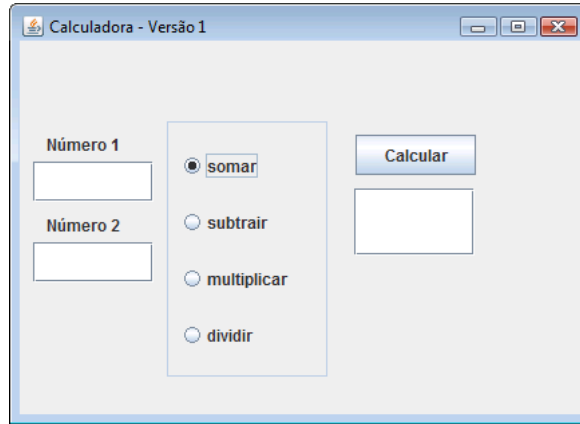 Calculadora - Versão 1
Número 1
Número 2
somar
subtrair
multiplicar
dividir
Calcular